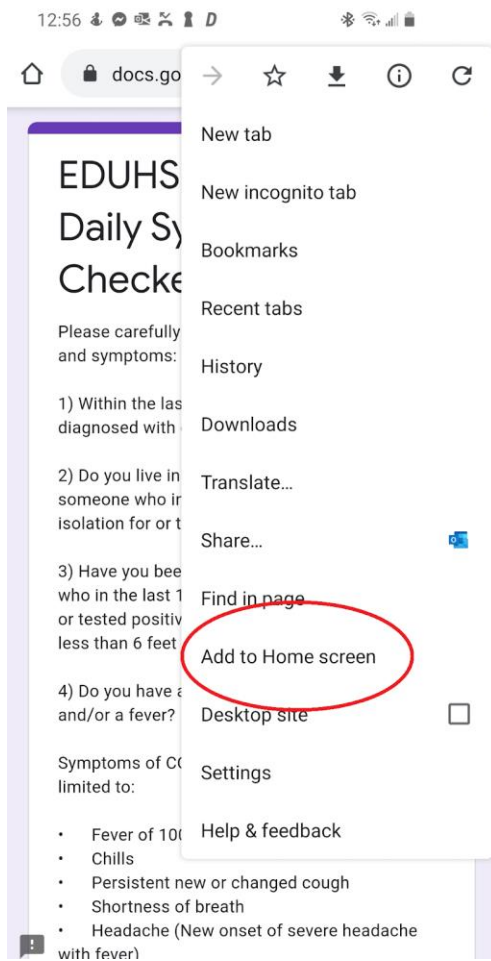 12:56
docs.go
New tab
New incognito tab
Bookmarks
Recent tabs
History
Downloads
Translate...
Share...
Find in page
Add to Home screen
Desktop site
Settings
Help & feedback
EDUHS
Daily Sy
Checke
Please carefully
and symptoms:
1) Within the las
diagnosed with
2) Do you live in
someone who in
isolation for or t
3) Have you bee
who in the last 1
or tested positiv
less than 6 feet
4) Do you have a
and/or a fever?
Symptoms of CO
limited to:
• Fever of 100
• Chills
• Persistent new or changed cough
• Shortness of breath
• Headache (New onset of severe headache
with fever)